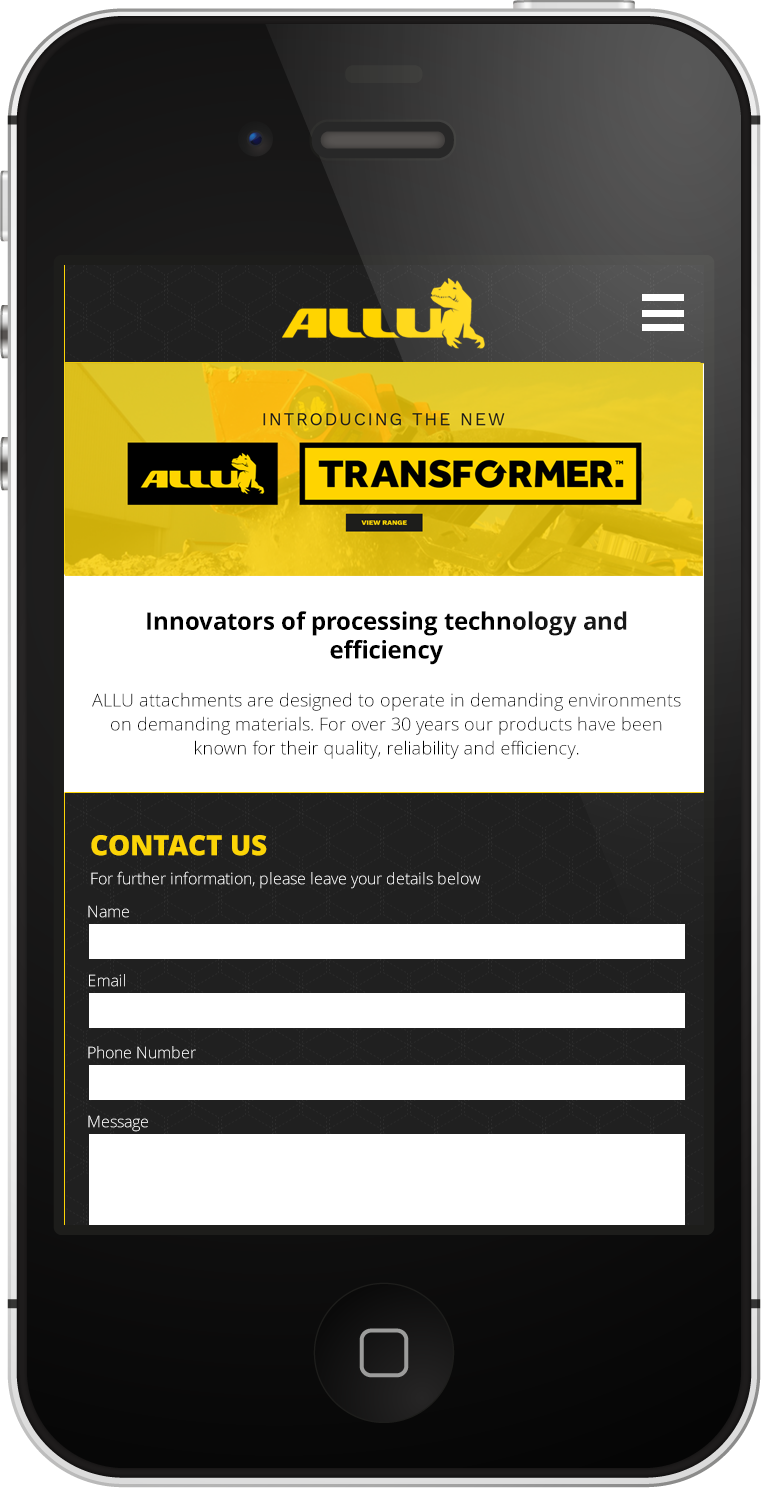 ALLU
INTRODUCING THE NEW
ALLU TRANSFORMER.™
VIEW RANGE
Innovators of processing technology and
efficiency
ALLU attachments are designed to operate in demanding environments
on demanding materials. For over 30 years our products have been
known for their quality, reliability and efficiency.
CONTACT US
For further information, please leave your details below
Name
Email
Phone Number
Message